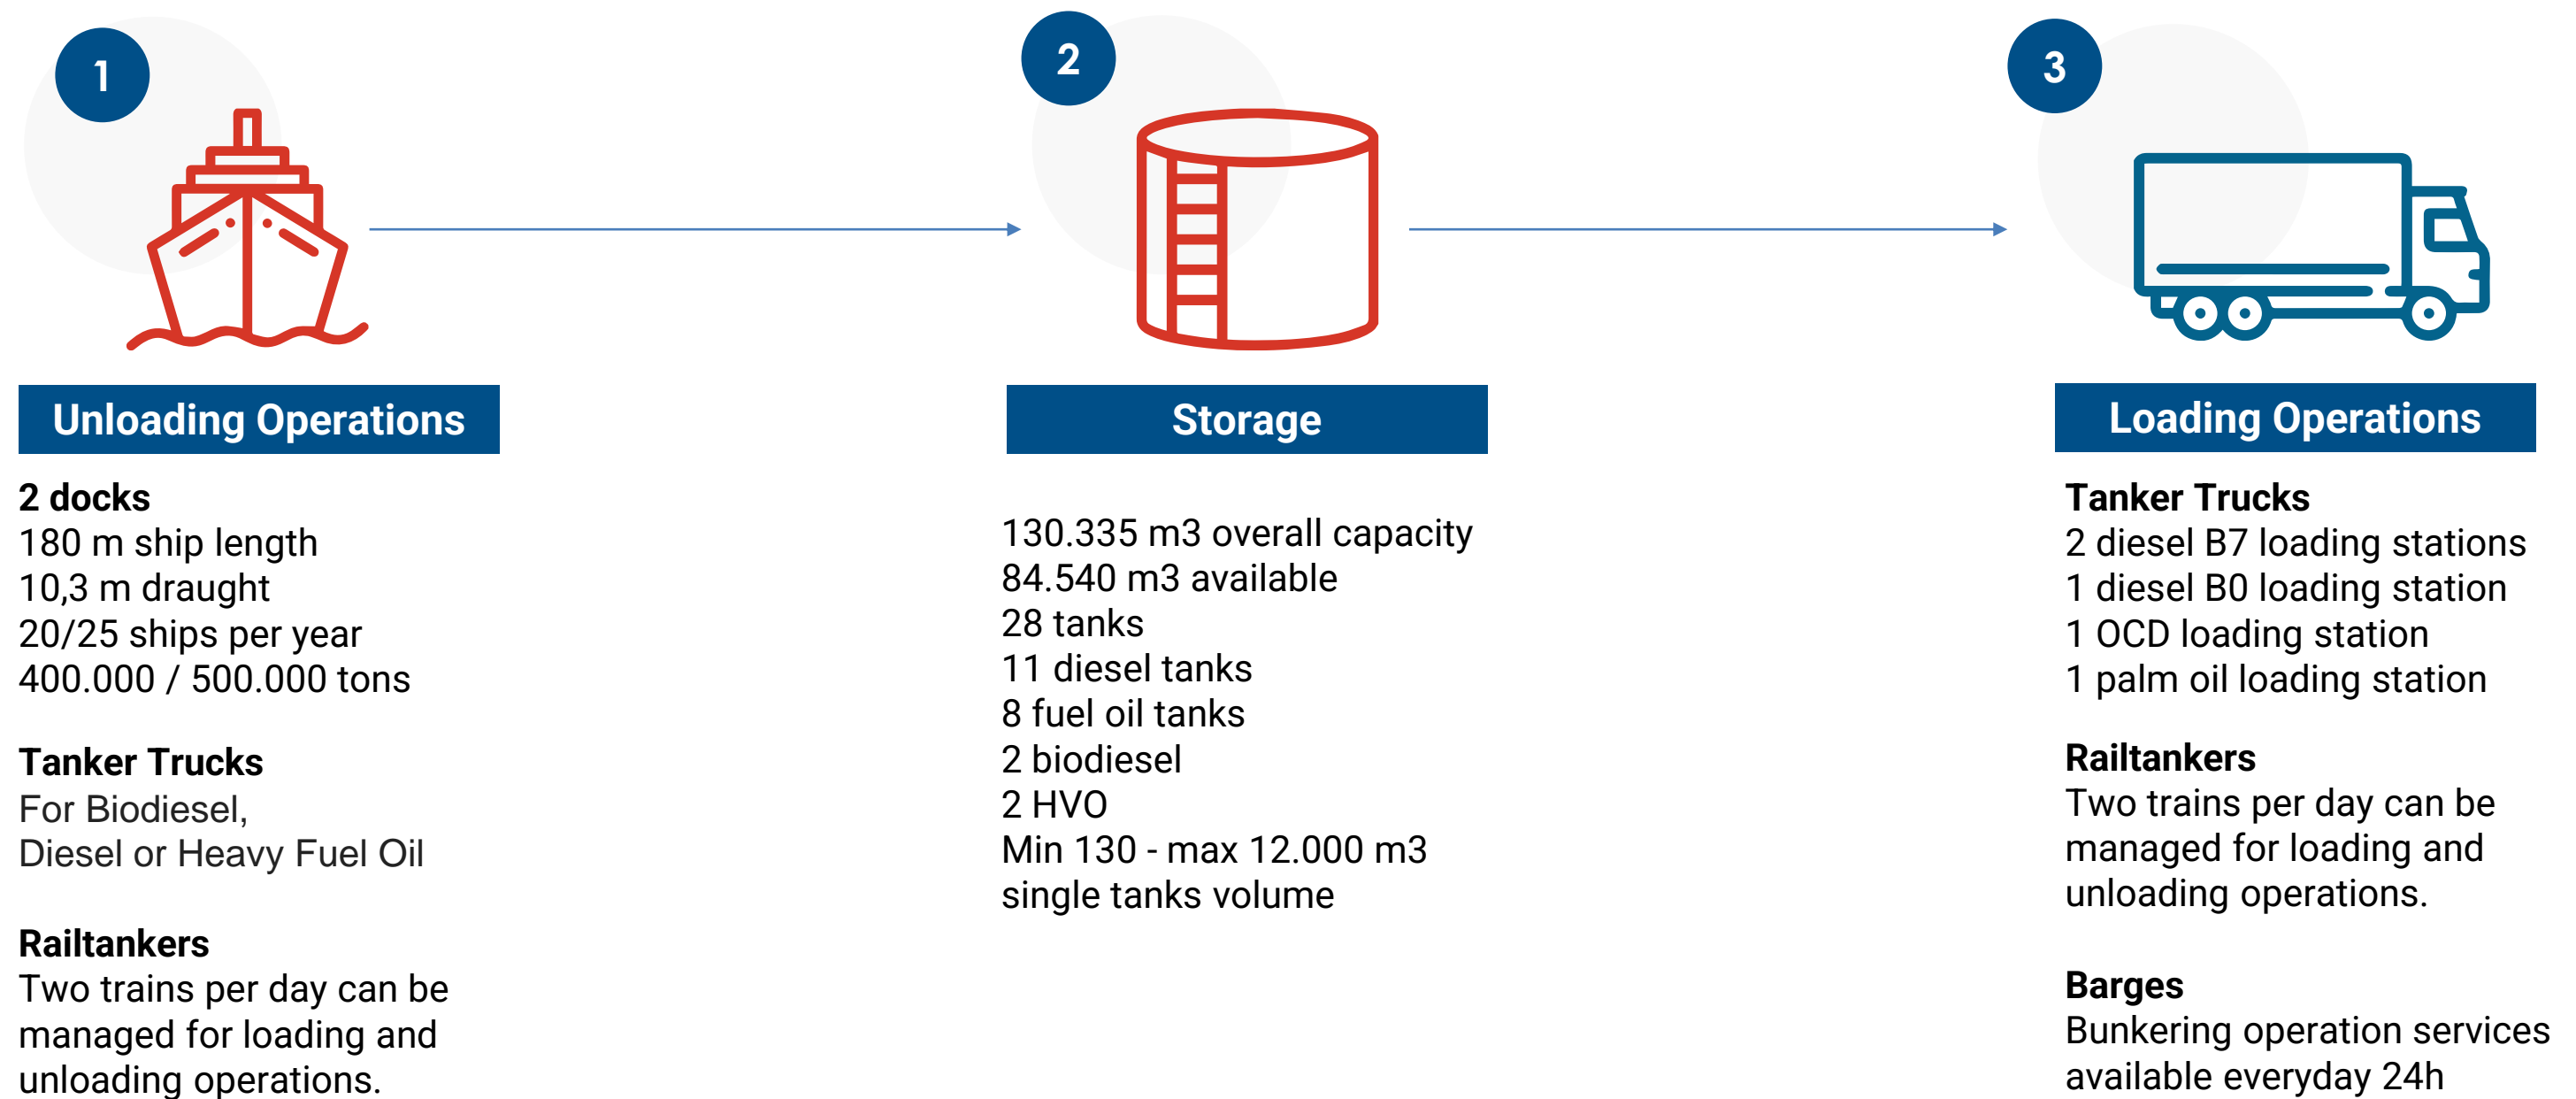 1
Unloading Operations
2 docks
180 m ship length
10,3 m draught
20/25 ships per year
400.000 / 500.000 tons
Tanker Trucks
For Biodiesel,
Diesel or Heavy Fuel Oil
Railtankers
Two trains per day can be
managed for loading and
unloading operations.
2
Storage
130.335 m3 overall capacity
84.540 m3 available
28 tanks
11 diesel tanks
8 fuel oil tanks
2 biodiesel
2 HVO
Min 130 - max 12.000 m3
single tanks volume
3
Loading Operations
Tanker Trucks
2 diesel B7 loading stations
1 diesel B0 loading station
1 OCD loading station
1 palm oil loading station
Railtankers
Two trains per day can be
managed for loading and
unloading operations.
Barges
Bunkering operation services
available everyday 24h